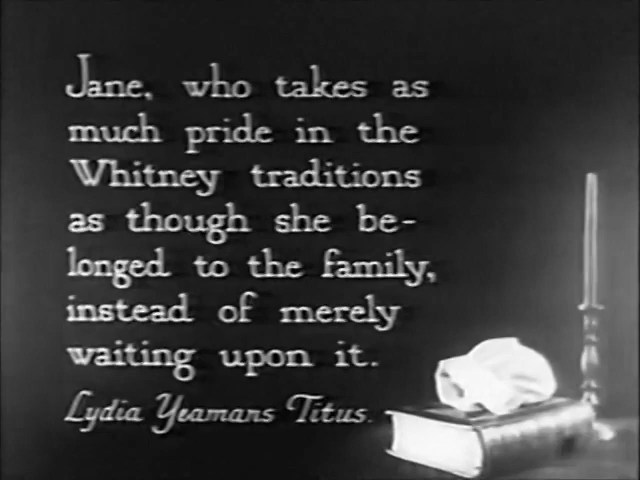 Jane, who takes as
much pride in the
Whitney traditions
as though she be-
longed to the family,
instead of merely
waiting upon it.
Lydia Yeamans Titus.